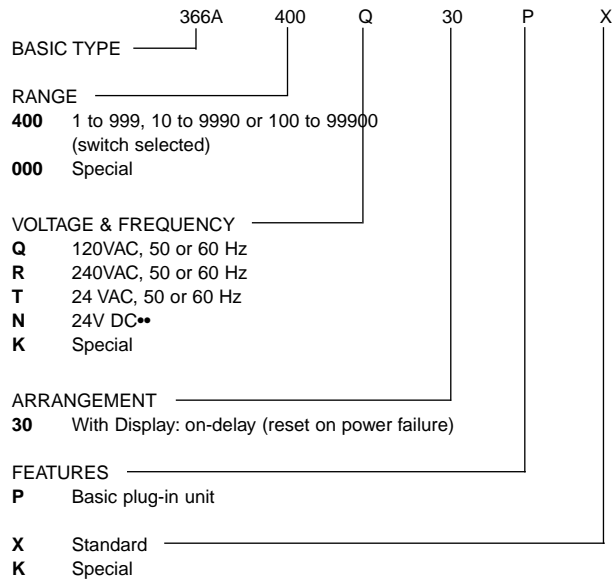 366A 400 Q 30 P X
BASIC TYPE
RANGE
400 1 to 999, 10 to 9990 or 100 to 99900
(switch selected)
000 Special
VOLTAGE & FREQUENCY
Q 120VAC, 50 or 60 Hz
R 240VAC, 50 or 60 Hz
T 24 VAC, 50 or 60 Hz
N 24V DC••
K Special
ARRANGEMENT
30 With Display: on-delay (reset on power failure)
FEATURES
P Basic plug-in unit
X Standard
K Special